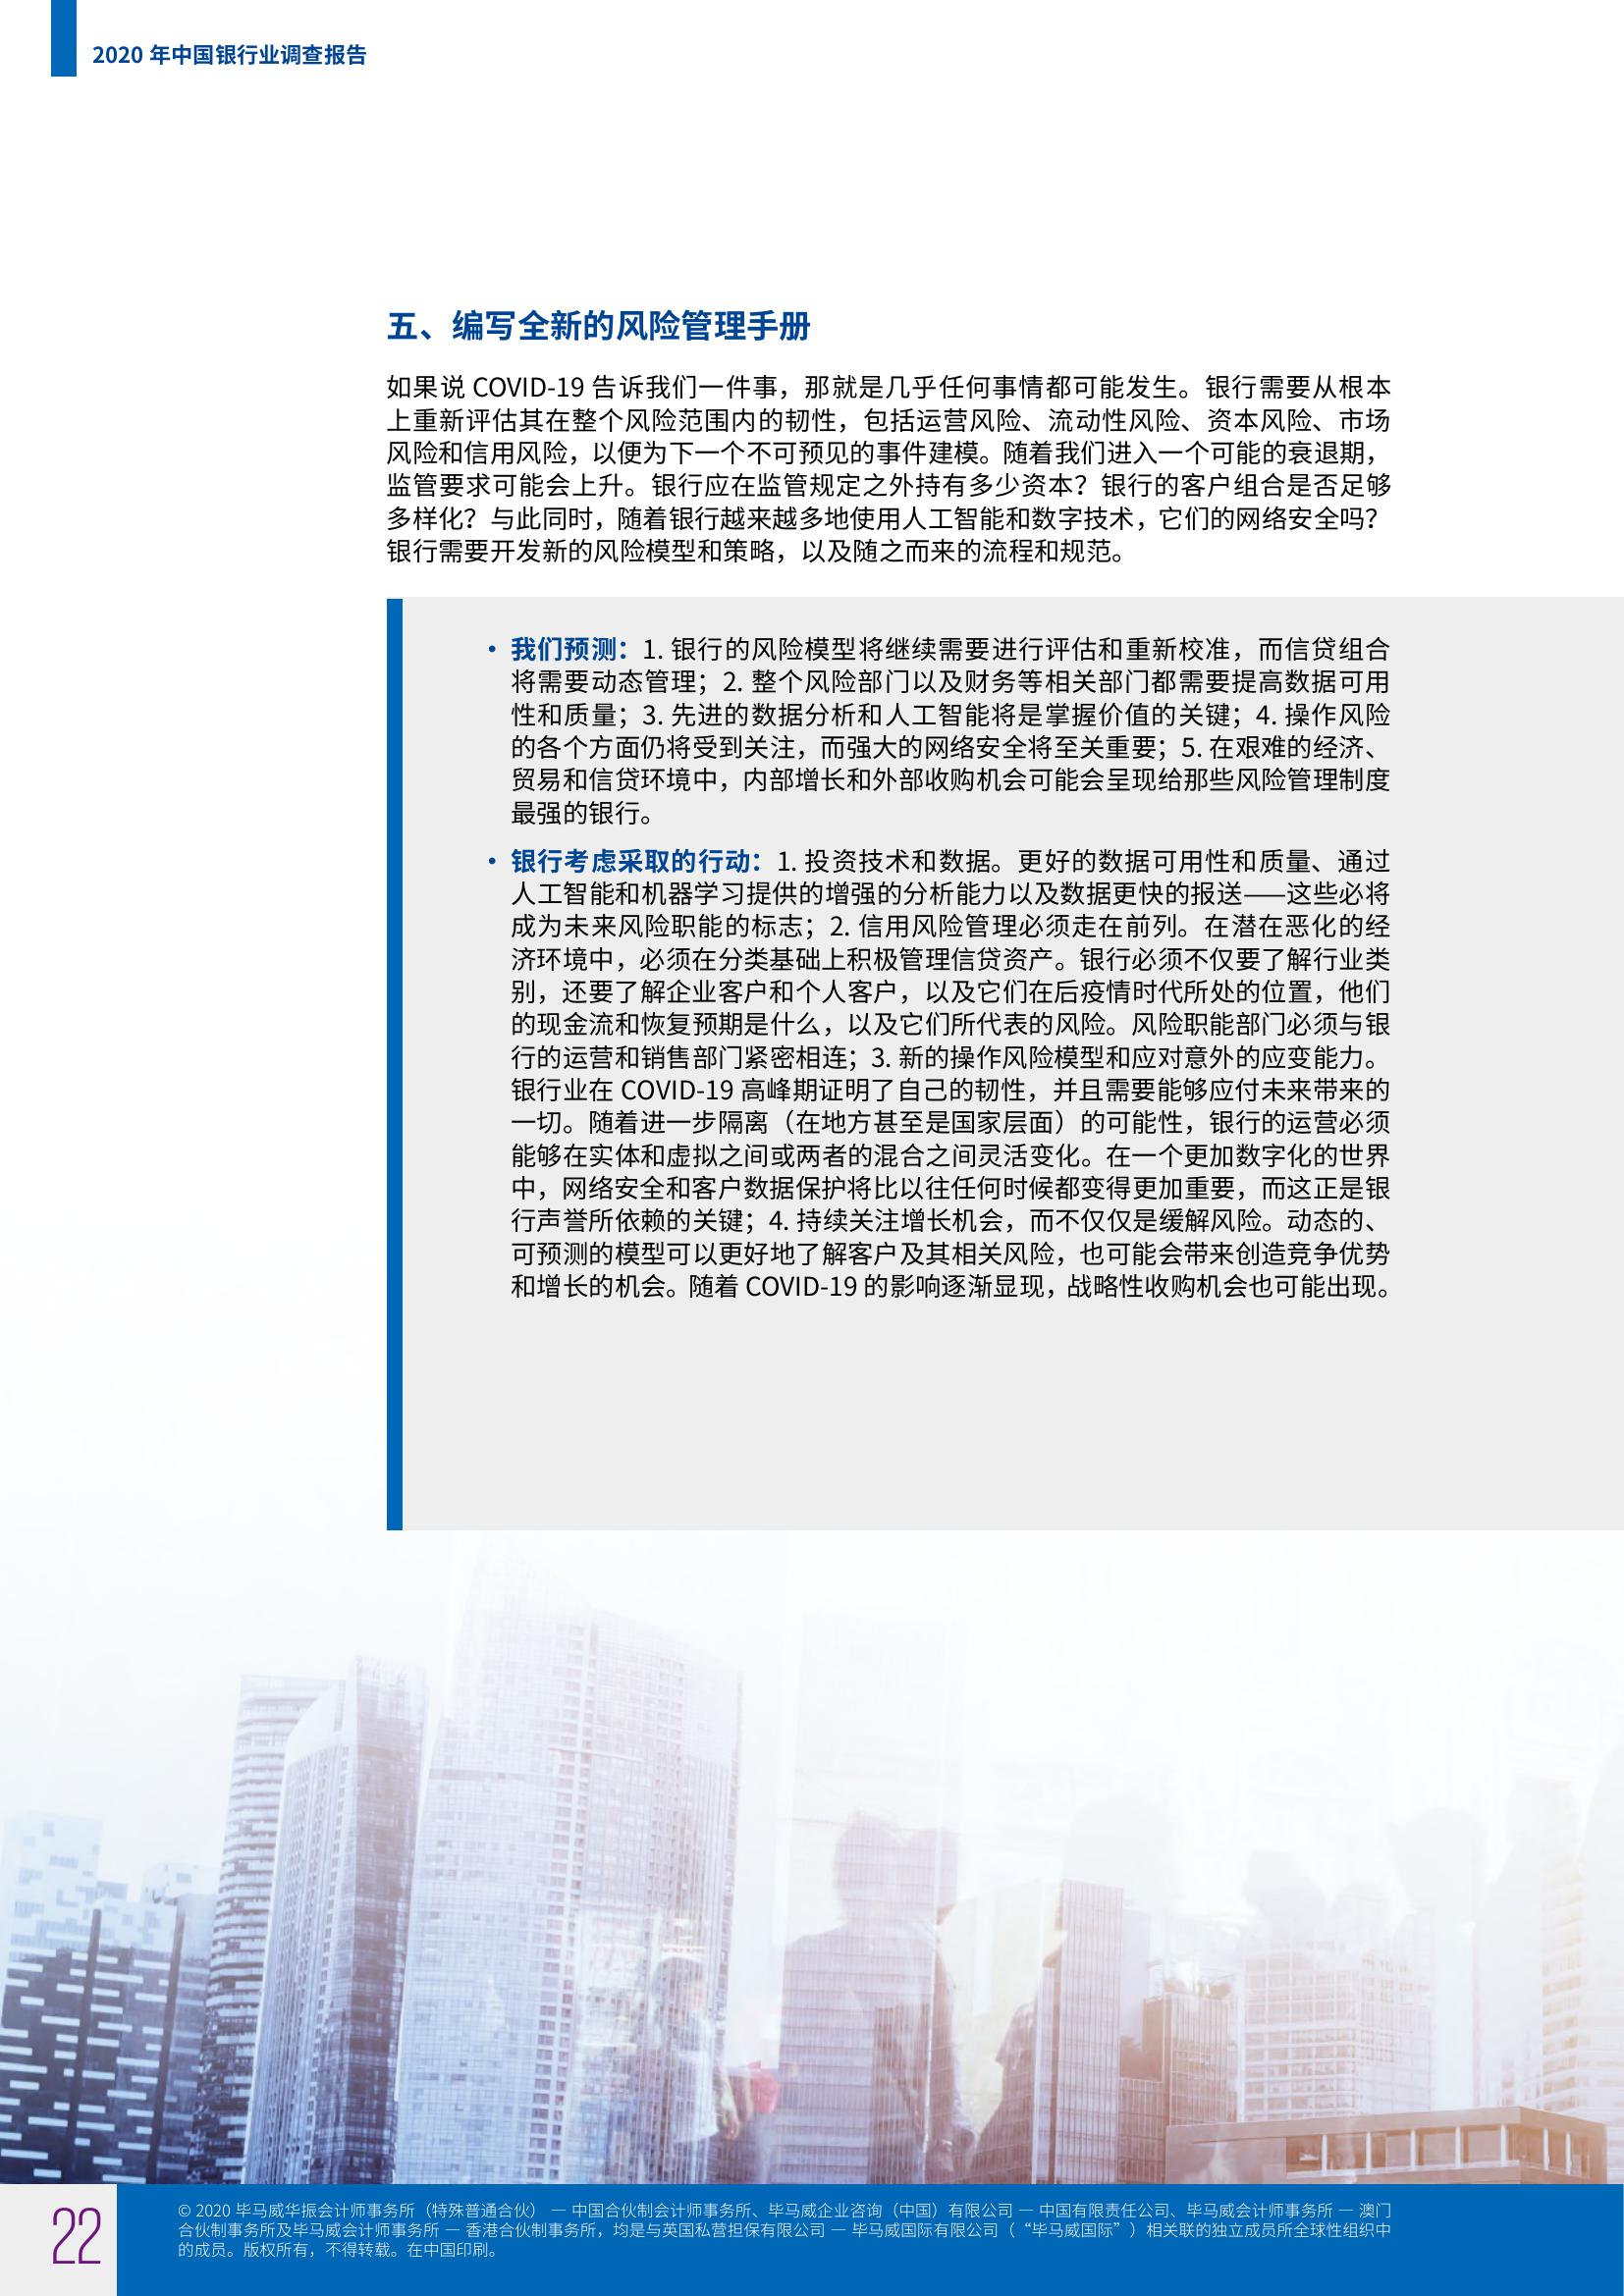 2020 年中国银行业调查报告
五、编写全新的风险管理手册
如果说 COVID-19 告诉我们一件事，那就是几乎任何事情都可能发生。银行需要从根本
上重新评估其在整个风险范围内的韧性，包括运营风险、流动性风险、资本风险、市场
风险和信用风险，以便为下一个不可预见的事件建模。随着我们进入一个可能的衰退期，
监管要求可能会上升。银行应在监管规定之外持有多少资本？银行的客户组合是否足够
多样化？与此同时，随着银行越来越多地使用人工智能和数字技术，它们的网络安全吗？
银行需要开发新的风险模型和策略，以及随之而来的流程和规范。
• 我们预测：1. 银行的风险模型将继续需要进行评估和重新校准，而信贷组合
将需要动态管理；2. 整个风险部门以及财务等相关部门都需要提高数据可用
性和质量；3. 先进的数据分析和人工智能将是掌握价值的关键；4. 操作风险
的各个方面仍将受到关注，而强大的网络安全将至关重要；5. 在艰难的经济、
贸易和信贷环境中，内部增长和外部收购机会可能会呈现给那些风险管理制度
最强的银行。
• 银行考虑采取的行动：1. 投资技术和数据。更好的数据可用性和质量、通过
人工智能和机器学习提供的增强的分析能力以及数据更快的报送——这些必将
成为未来风险职能的标志；2. 信用风险管理必须走在前列。在潜在恶化的经
济环境中，必须在分类基础上积极管理信贷资产。银行必须不仅要了解行业类
别，还要了解企业客户和个人客户，以及它们在后疫情时代所处的位置，他们
的现金流和恢复预期是什么，以及它们所代表的风险。风险职能部门必须与银
行的运营和销售部门紧密相连；3. 新的操作风险模型和应对意外的应变能力。
银行业在 COVID-19 高峰期证明了自己的韧性，并且需要能够应付未来带来的
一切。随着进一步隔离（在地方甚至是国家层面）的可能性，银行的运营必须
能够在实体和虚拟之间或两者的混合之间灵活变化。在一个更加数字化的世界
中，网络安全和客户数据保护将比以往任何时候都变得更加重要，而这正是银
行声誉所依赖的关键；4. 持续关注增长机会，而不仅仅是缓解风险。动态的、
可预测的模型可以更好地了解客户及其相关风险，也可能会带来创造竞争优势
和增长的机会。随着 COVID-19 的影响逐渐显现，战略性收购机会也可能出现。
22
© 2020 毕马威华振会计师事务所（特殊普通合伙） — 中国合伙制会计师事务所、毕马威企业咨询（中国）有限公司 — 中国有限责任公司、毕马威会计师事务所 — 澳门
合伙制事务所及毕马威会计师事务所 — 香港合伙制事务所，均是与英国私营担保有限公司 — 毕马威国际有限公司（“毕马威国际”）相关联的独立成员所全球性组织中
的成员。版权所有，不得转载。在中国印刷。